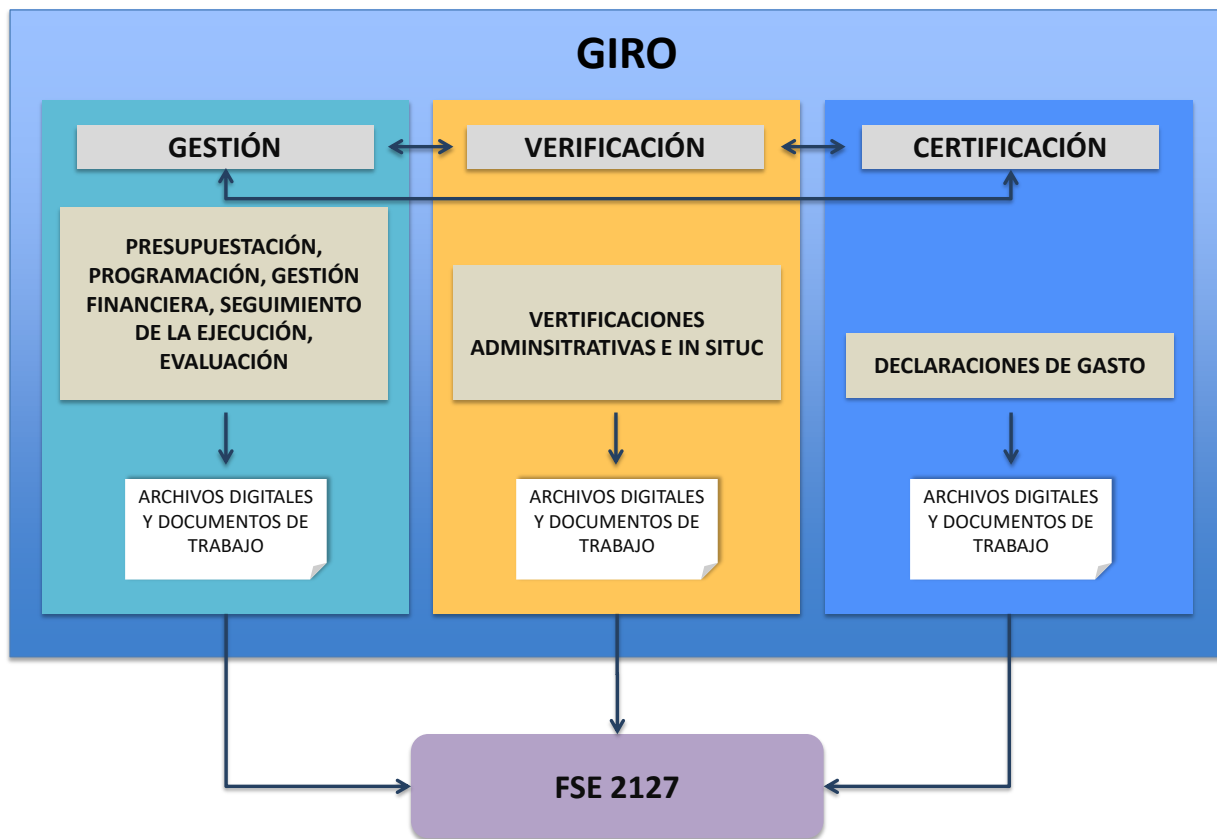 GIRO
GESTIÓN
VERIFICACIÓN
CERTIFICACIÓN
PRESUPUESTACIÓN,
PROGRAMACIÓN, GESTIÓN
FINANCIERA, SEGUIMIENTO
DE LA EJECUCIÓN,
EVALUACIÓN
VERTIFICACIONES
ADMINSITRATIVAS E IN SITUC
DECLARACIONES DE GASTO
ARCHIVOS DIGITALES
Y DOCUMENTOS DE
TRABAJO
ARCHIVOS DIGITALES
Y DOCUMENTOS DE
TRABAJO
ARCHIVOS DIGITALES
Y DOCUMENTOS DE
TRABAJO
FSE 2127